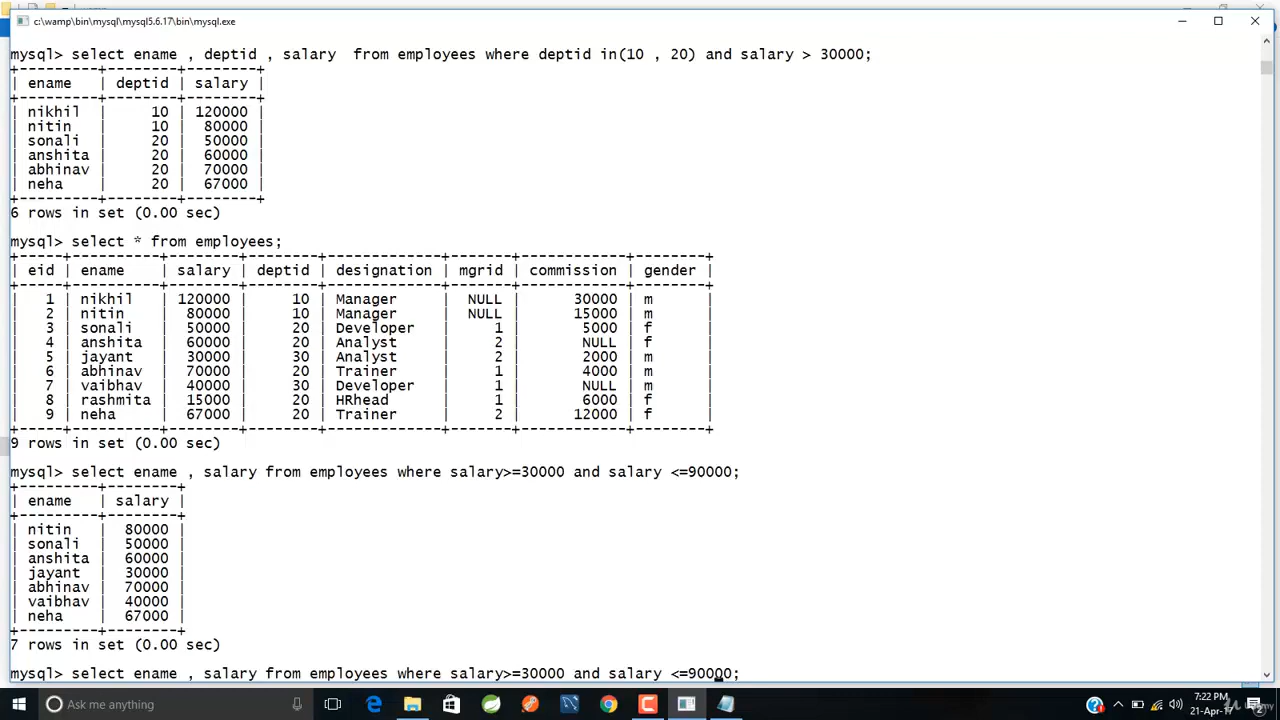 c:\wamp\bin\mysql\mysql5.6.17\bin\mysql.exe
mysql> select ename , deptid , salary  from employees where deptid in(10 , 20) and salary > 30000;
+---------+--------+--------+
| ename   | deptid | salary |
+---------+--------+--------+
| nikhil  |     10 | 120000 |
| nitin   |     10 |  80000 |
| sonali  |     20 |  50000 |
| anshita |     20 |  60000 |
| abhinav |     20 |  70000 |
| neha    |     20 |  67000 |
+---------+--------+--------+
6 rows in set (0.00 sec)
mysql> select * from employees;
+-----+----------+--------+--------+-------------+-------+------------+--------+
| eid | ename    | salary | deptid | designation | mgrid | commission | gender |
+-----+----------+--------+--------+-------------+-------+------------+--------+
|   1 | nikhil   | 120000 |     10 | Manager     |  NULL |      30000 | m      |
|   2 | nitin    |  80000 |     10 | Manager     |  NULL |      15000 | m      |
|   3 | sonali   |  50000 |     20 | Developer   |     1 |       5000 | f      |
|   4 | anshita  |  60000 |     20 | Analyst     |     2 |       NULL | f      |
|   5 | jayant   |  30000 |     30 | Analyst     |     2 |       2000 | m      |
|   6 | abhinav  |  70000 |     20 | Trainer     |     1 |       4000 | m      |
|   7 | vaibhav  |  40000 |     30 | Developer   |     1 |       NULL | m      |
|   8 | rashmita |  15000 |     20 | HRhead      |     1 |       6000 | f      |
|   9 | neha     |  67000 |     20 | Trainer     |     2 |      12000 | f      |
+-----+----------+--------+--------+-------------+-------+------------+--------+
9 rows in set (0.00 sec)
mysql> select ename , salary from employees where salary>=30000 and salary <=90000;
+---------+--------+
| ename   | salary |
+---------+--------+
| nitin   |  80000 |
| sonali  |  50000 |
| anshita |  60000 |
| jayant  |  30000 |
| abhinav |  70000 |
| vaibhav |  40000 |
| neha    |  67000 |
+---------+--------+
7 rows in set (0.00 sec)
mysql> select ename , salary from employees where salary>=30000 and salary <=90000;
Ask me anything
7:22 PM
21-Apr-17